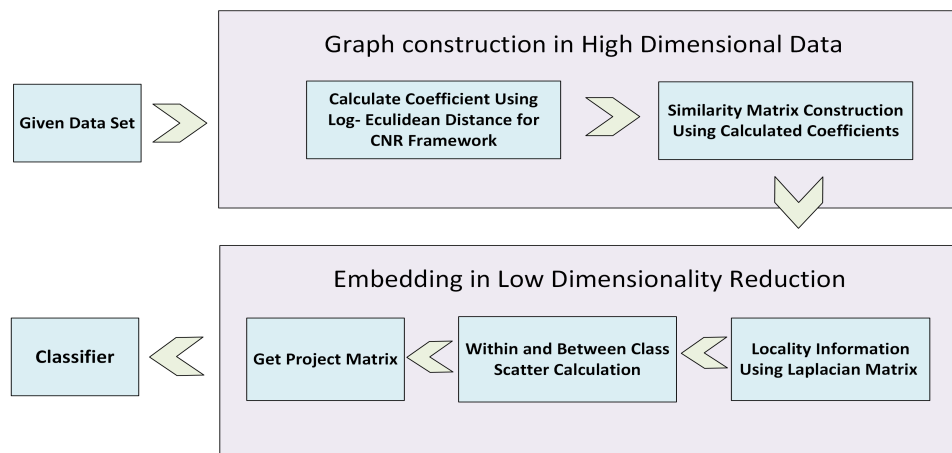 Graph construction in High Dimensional Data
Given Data Set
Calculate Coefficient Using
Log- Eculidean Distance for
CNR Framework
Similarity Matrix Construction
Using Calculated Coefficients
Embedding in Low Dimensionality Reduction
Locality Information
Using Laplacian Matrix
Within and Between Class
Scatter Calculation
Get Project Matrix
Classifier